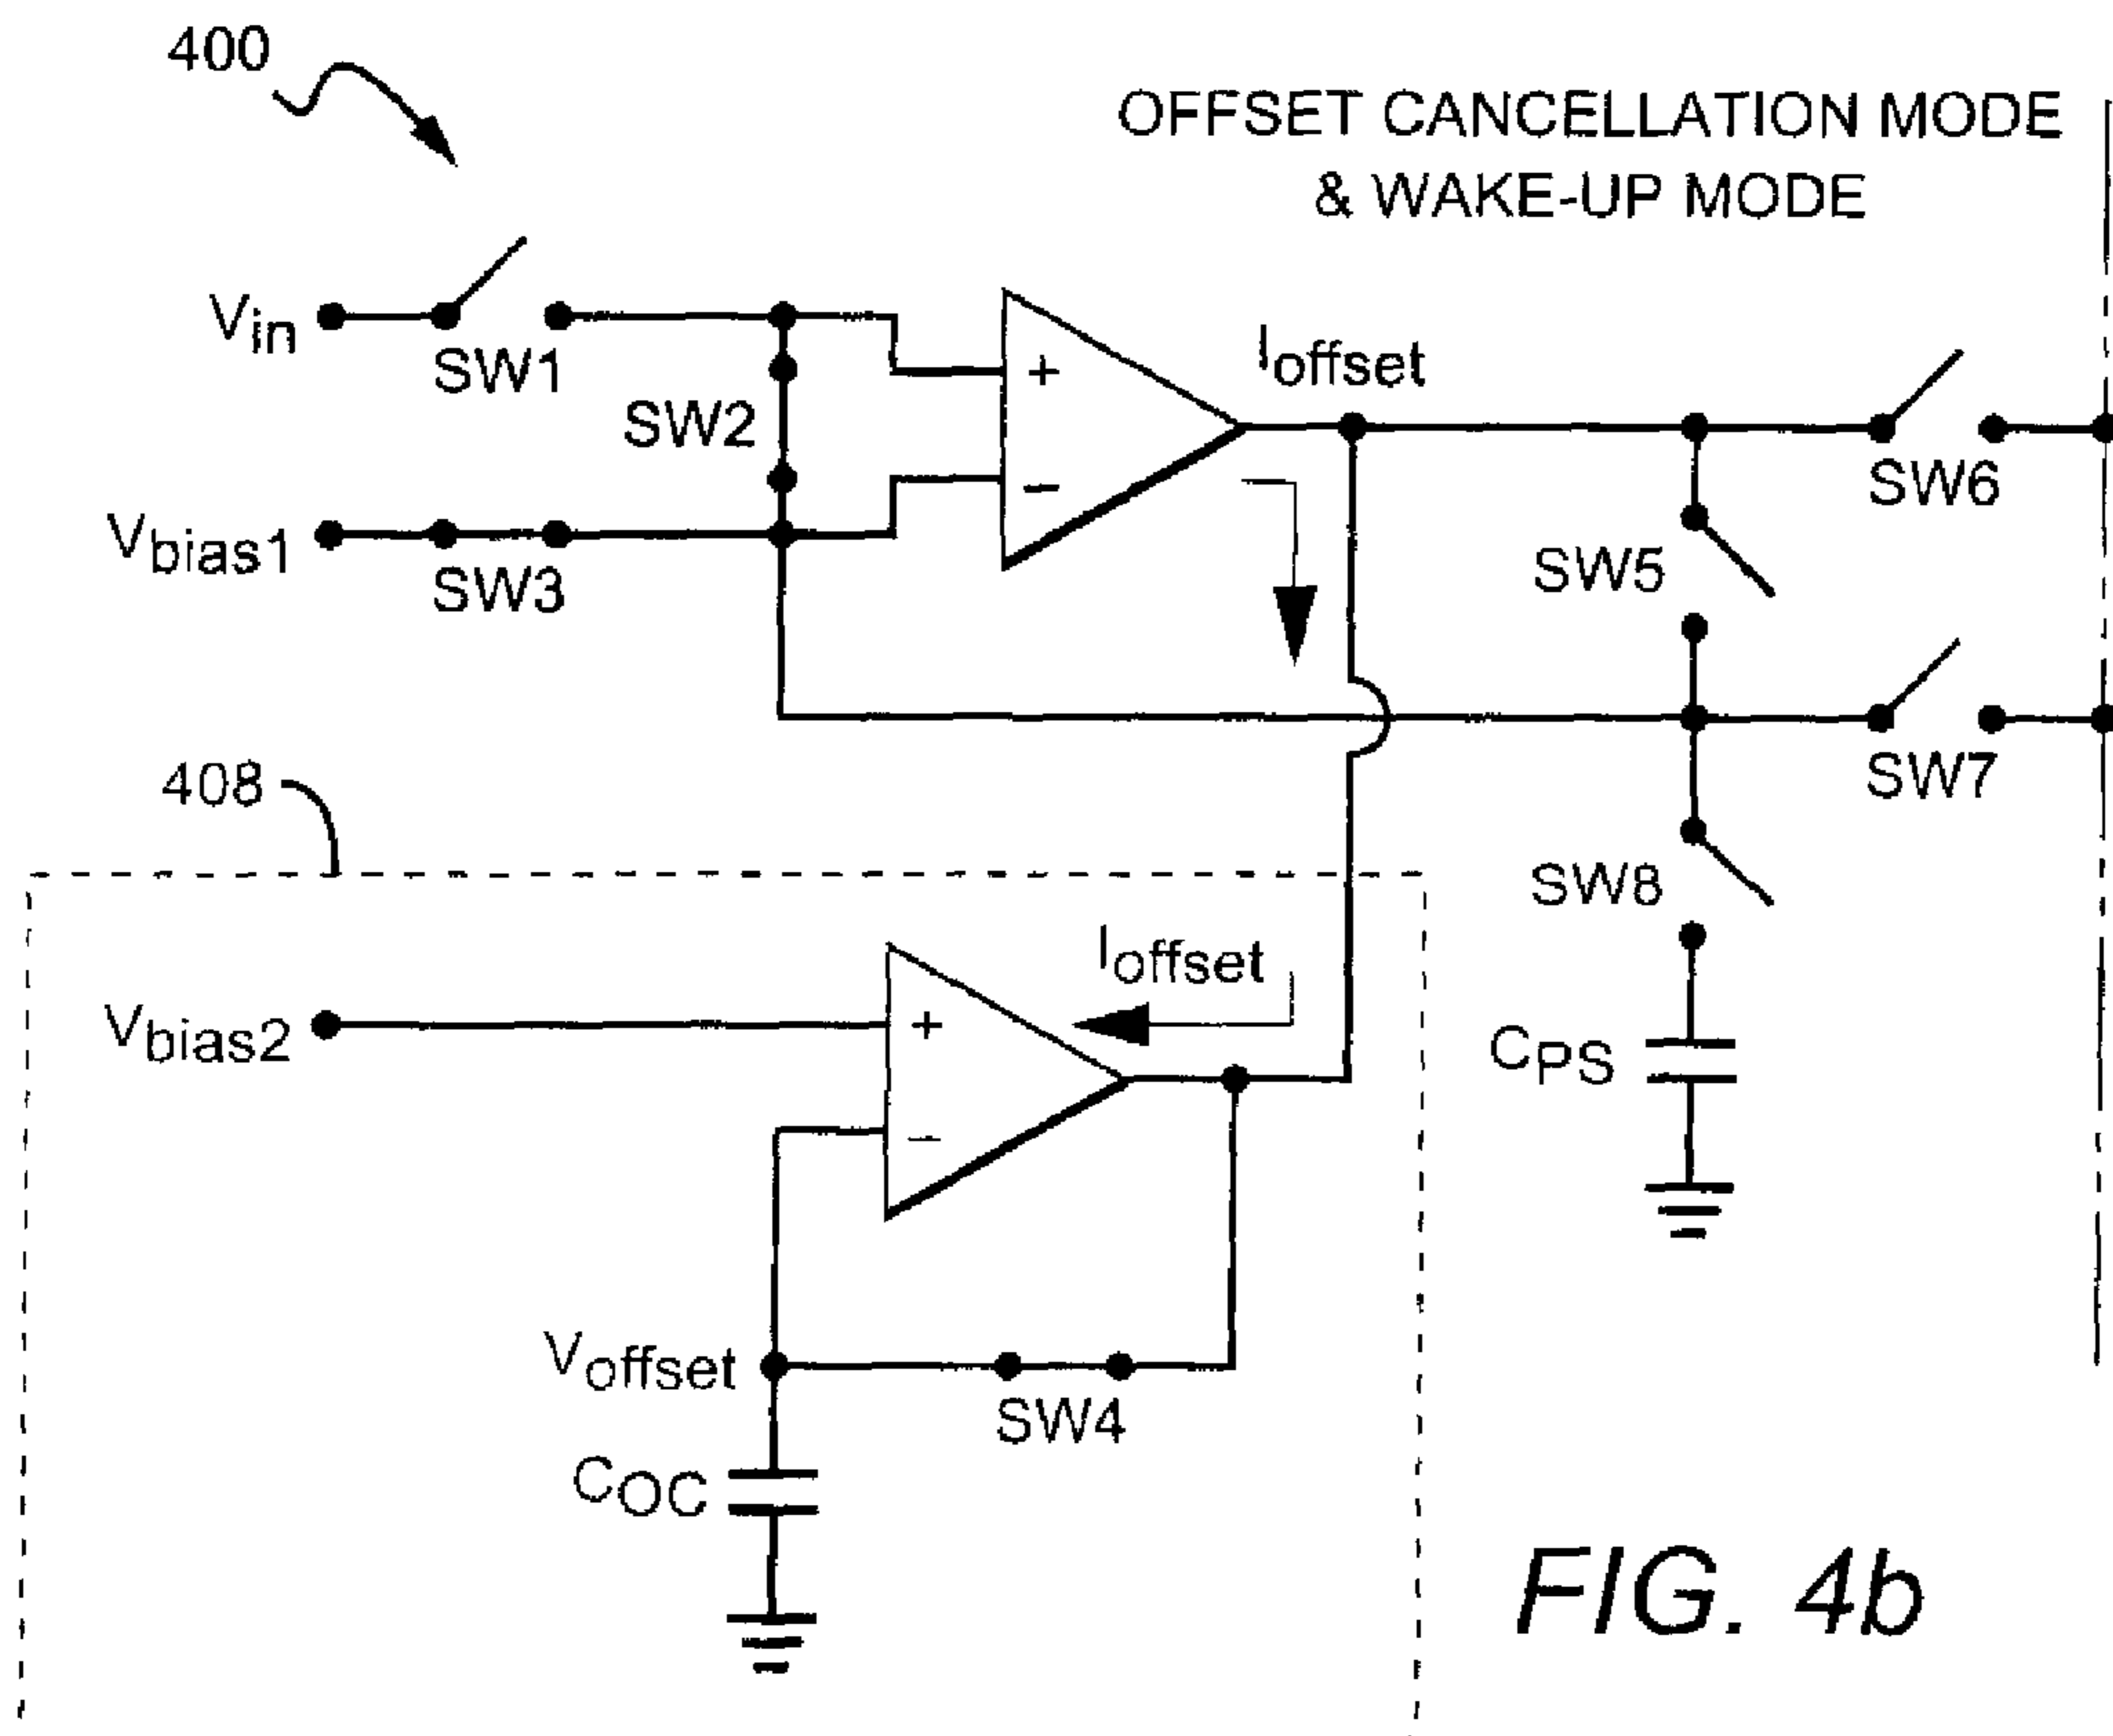 400
OFFSET CANCELLATION MODE
& WAKE-UP MODE
Vin
SW1
SW2
+
−
Ioffset
Vbias1
SW3
SW5
SW6
SW7
408
SW8
Vbias2
+
−
Ioffset
CPS
Voffset
SW4
COC
FIG. 4b